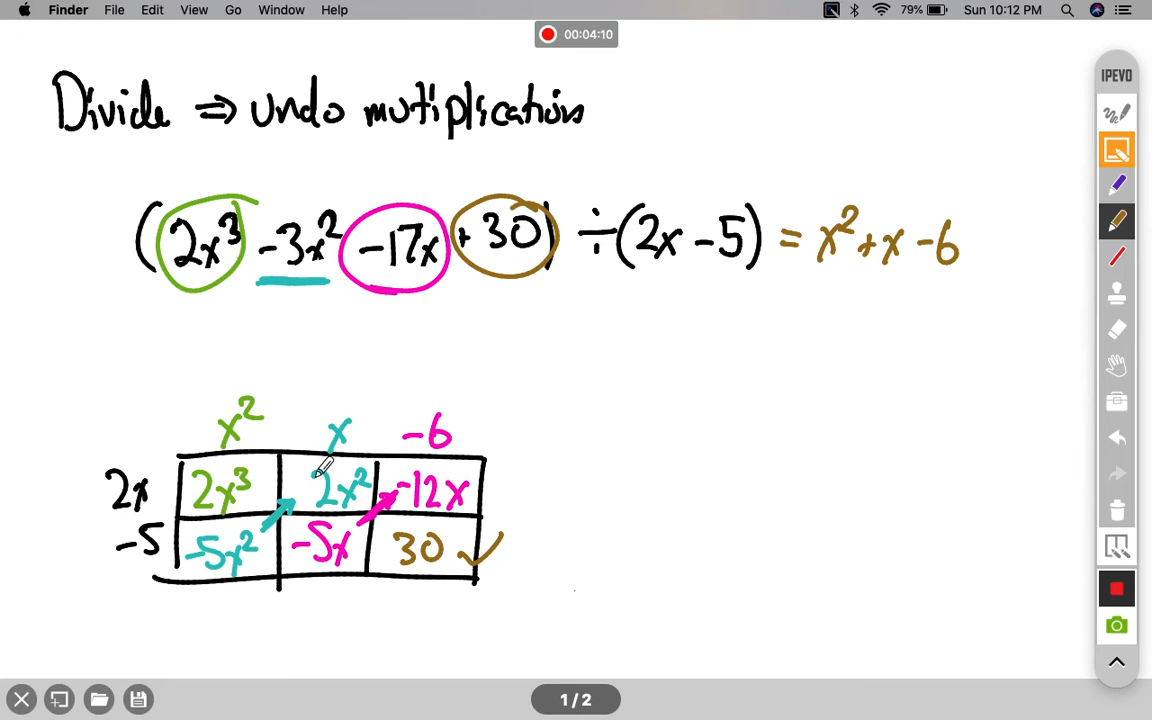 Finder File Edit View Go Window Help 79% Sun 10:12 PM
00:04:10
IPEVO
Divide ⇒ undo mutiplication
(2x³ -3x² -17x +30) ÷ (2x -5) = x² + x -6
x² x -6
2x 2x³ 2x² -12x
-5 -5x² -5x 30 ✓
1/2